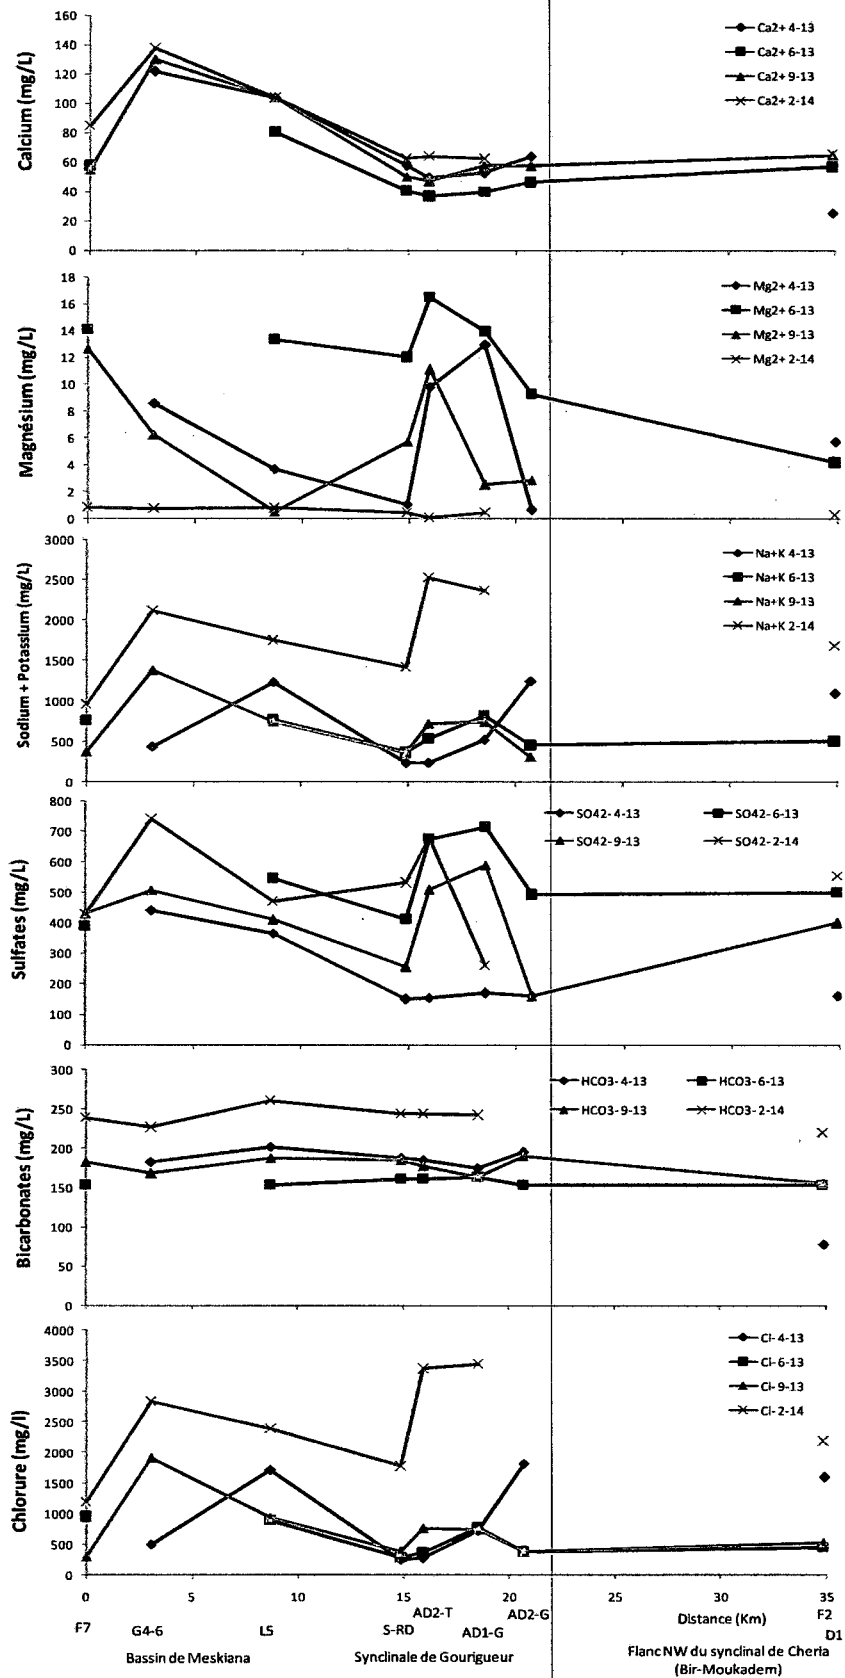 160
140
120
100
80
60
40
20
0
Calcium (mg/L)
Ca2+ 4-13
Ca2+ 6-13
Ca2+ 9-13
Ca2+ 2-14
18
16
14
12
10
8
6
4
2
0
Magnésium (mg/L)
Mg2+ 4-13
Mg2+ 6-13
Mg2+ 9-13
Mg2+ 2-14
3000
2500
2000
1500
1000
500
0
Sodium + Potassium (mg/L)
Na+K 4-13
Na+K 6-13
Na+K 9-13
Na+K 2-14
800
700
600
500
400
300
200
100
0
Sulfates (mg/L)
SO42- 4-13 SO42- 6-13
SO42- 9-13 SO42- 2-14
300
250
200
150
100
50
0
Bicarbonates (mg/L)
HCO3- 4-13 HCO3- 6-13
HCO3- 9-13 HCO3- 2-14
4000
3500
3000
2500
2000
1500
1000
500
0
Chlorure (mg/l)
Cl- 4-13
Cl- 6-13
Cl- 9-13
Cl- 2-14
0 5 10 15 20 25 30 35
F7 G4-6 L5 S-RD AD2-T AD1-G AD2-G F2 D1
Distance (Km)
Bassin de Meskiana
Synclinale de Gourigueur
Flanc NW du synclinal de Cheria
(Bir-Moukadem)